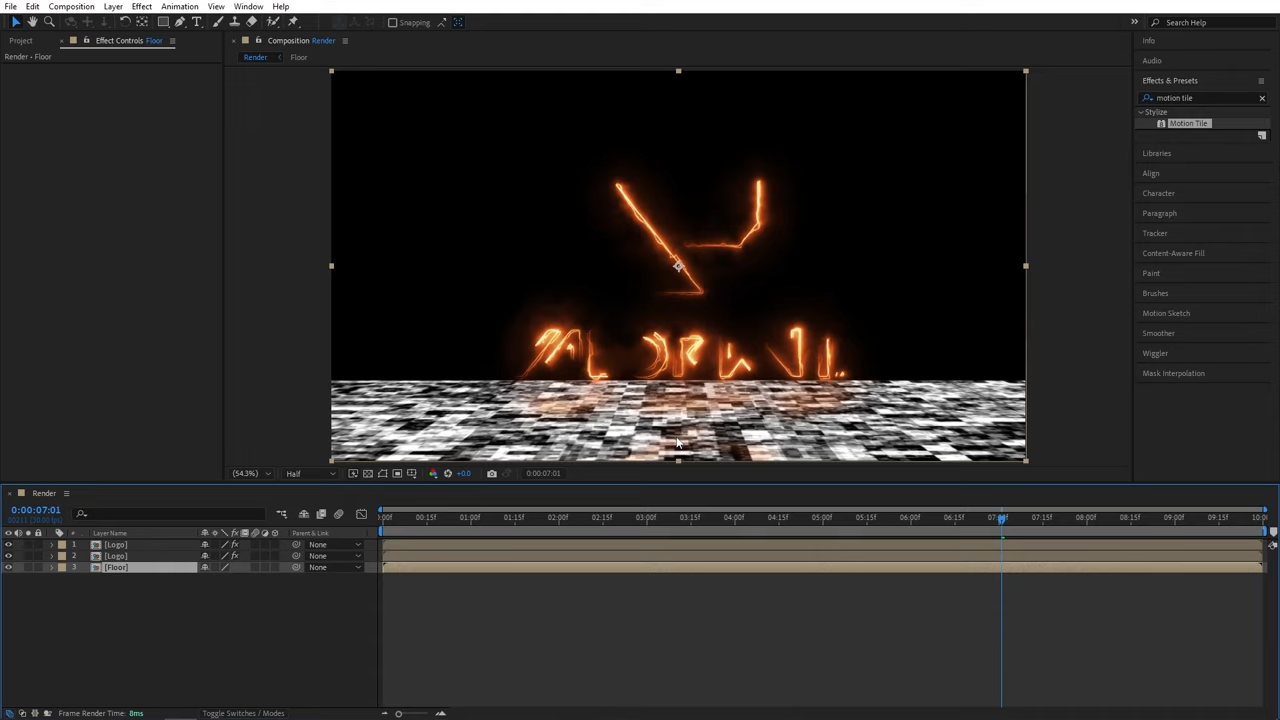 File Edit Composition Layer Effect Animation View Window Help
Snapping
Search Help
Project
Effect Controls Floor
Composition Render
Info
Render • Floor
Render
Floor
Audio
Effects & Presets
motion tile
Stylize
Motion Tile
Libraries
Align
Character
Paragraph
Tracker
Content-Aware Fill
Paint
Brushes
Motion Sketch
Smoother
Wiggler
Mask Interpolation
(54.3%)
Half
+0.0
0:00:07:01
Render
0:00:07:01
00211 (30.00 fps)
:00f 00:15f 01:00f 01:15f 02:00f 02:15f 03:00f 03:15f 04:00f 04:15f 05:00f 05:15f 06:00f 06:15f 07:15f 08:00f 08:15f 09:00f 09:15f
# Layer Name
Parent & Link
1 [Logo] None
2 [Logo] None
3 [Floor] None
Frame Render Time: 8ms
Toggle Switches / Modes